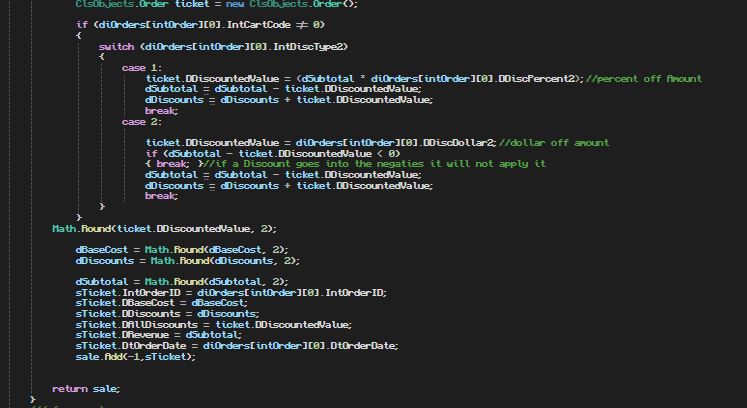 ClsObjects.Order ticket = new ClsObjects.Order();
if (diOrders[intOrder][0].IntCartCode != 0)
{
switch (diOrders[intOrder][0].IntDiscType2)
{
case 1:
ticket.DDiscountedValue = (dSubtotal * diOrders[intOrder][0].DDiscPercent2);//percent off Amount
dSubtotal = dSubtotal - ticket.DDiscountedValue;
dDiscounts = dDiscounts + ticket.DDiscountedValue;
break;
case 2:
ticket.DDiscountedValue = diOrders[intOrder][0].DDiscDollar2;//dollar off amount
if (dSubtotal - ticket.DDiscountedValue < 0)
{ break; }//if a Discount goes into the negaties it will not apply it
dSubtotal = dSubtotal - ticket.DDiscountedValue;
dDiscounts = dDiscounts + ticket.DDiscountedValue;
break;
}
}
Math.Round(ticket.DDiscountedValue, 2);
dBaseCost = Math.Round(dBaseCost, 2);
dDiscounts = Math.Round(dDiscounts, 2);
dSubtotal = Math.Round(dSubtotal, 2);
sTicket.IntOrderID = diOrders[intOrder][0].IntOrderID;
sTicket.DBaseCost = dBaseCost;
sTicket.DDiscounts = dDiscounts;
sTicket.DAllDiscounts = ticket.DDiscountedValue;
sTicket.DRevenue = dSubtotal;
sTicket.DtOrderDate = diOrders[intOrder][0].DtOrderDate;
sale.Add(-1,sTicket);
return sale;
}